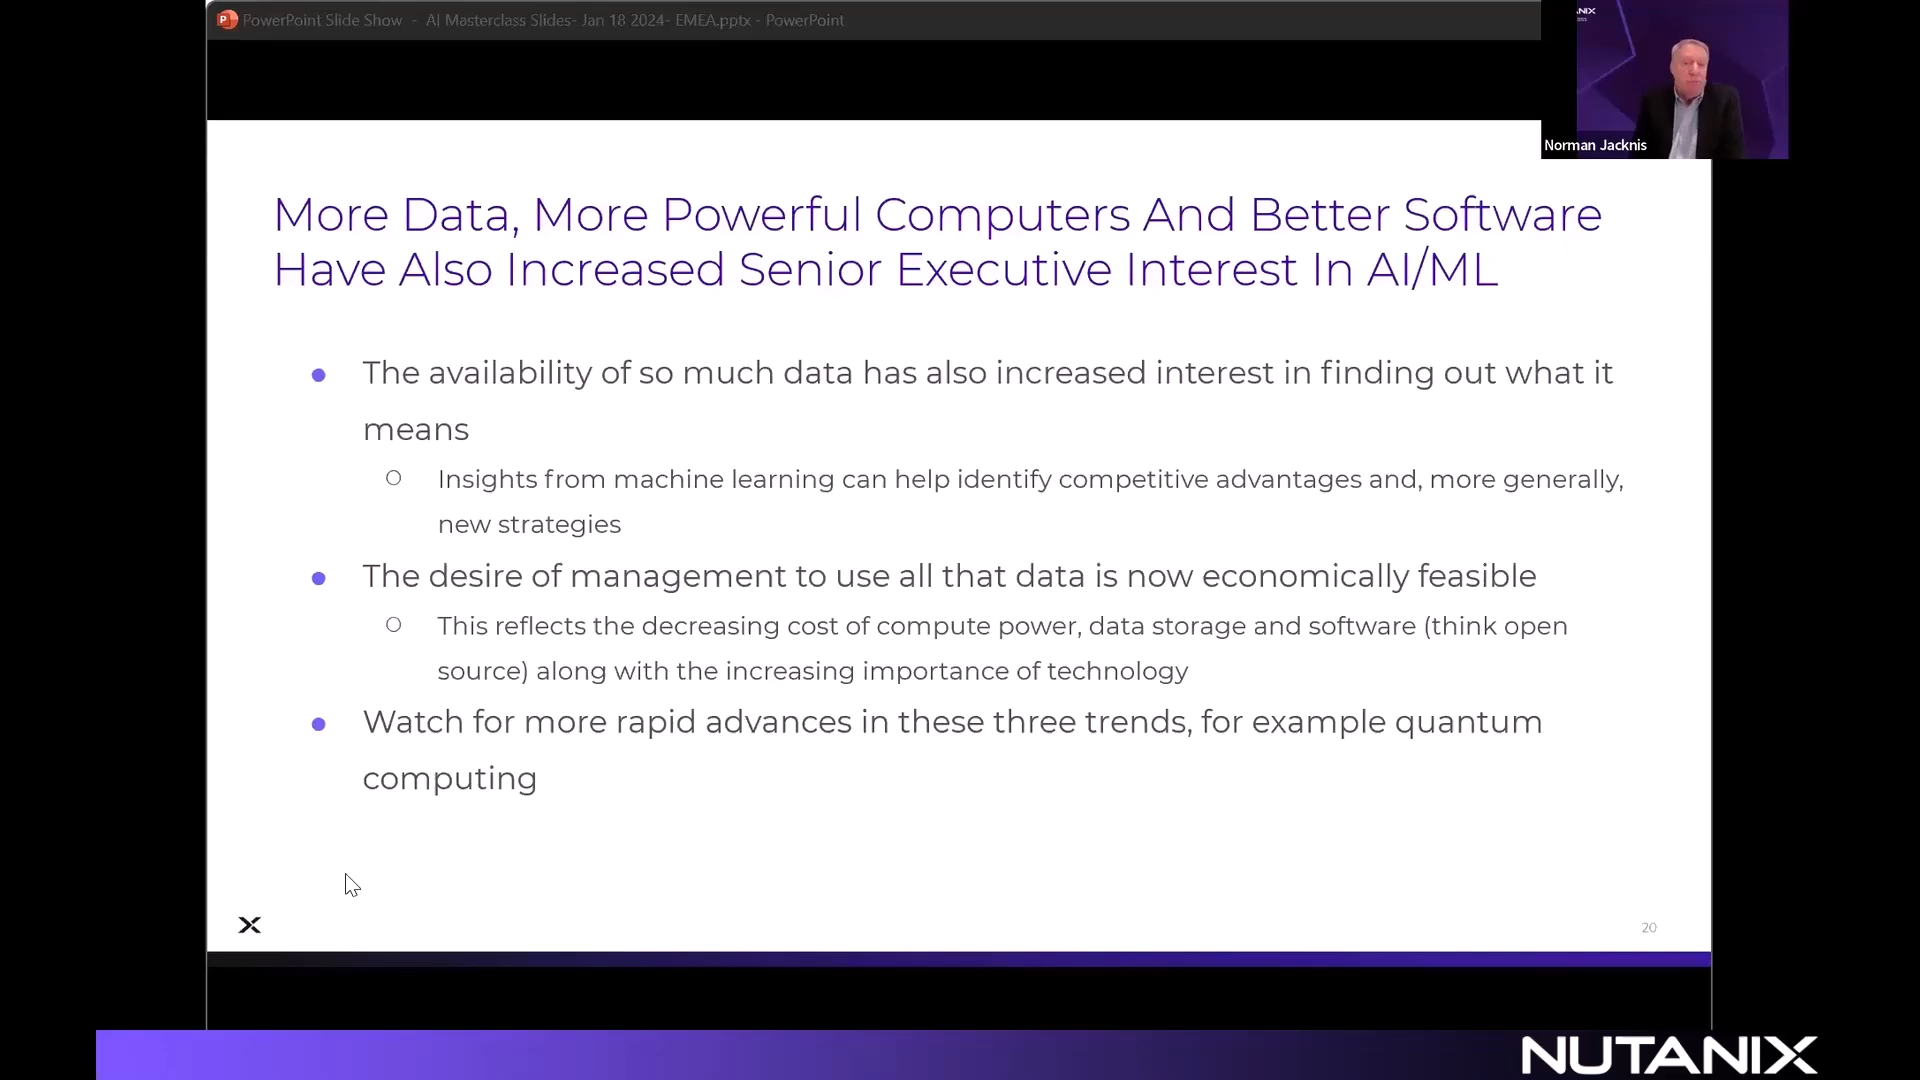 PowerPoint Slide Show - AI Masterclass Slides- Jan 18 2024- EMEA.pptx - PowerPoint
Norman Jacknis
More Data, More Powerful Computers And Better Software
Have Also Increased Senior Executive Interest In AI/ML
The availability of so much data has also increased interest in finding out what it
means
Insights from machine learning can help identify competitive advantages and, more generally,
new strategies
The desire of management to use all that data is now economically feasible
This reflects the decreasing cost of compute power, data storage and software (think open
source) along with the increasing importance of technology
Watch for more rapid advances in these three trends, for example quantum
computing
20
NUTANIX